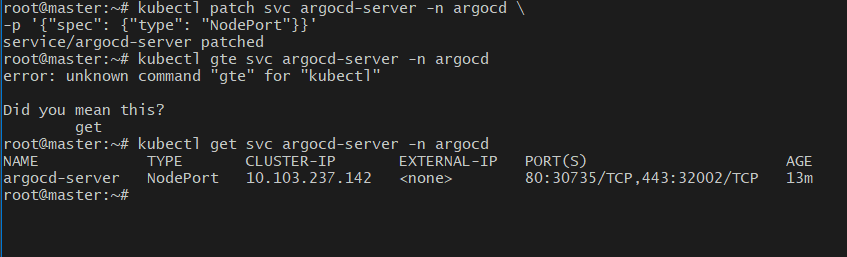 root@master:~# kubectl patch svc argocd-server -n argocd \
-p '{"spec": {"type": "NodePort"}}'
service/argocd-server patched
root@master:~# kubectl gte svc argocd-server -n argocd
error: unknown command "gte" for "kubectl"

Did you mean this?
        get
root@master:~# kubectl get svc argocd-server -n argocd
NAME            TYPE       CLUSTER-IP       EXTERNAL-IP   PORT(S)                      AGE
argocd-server   NodePort   10.103.237.142   <none>        80:30735/TCP,443:32002/TCP   13m
root@master:~#